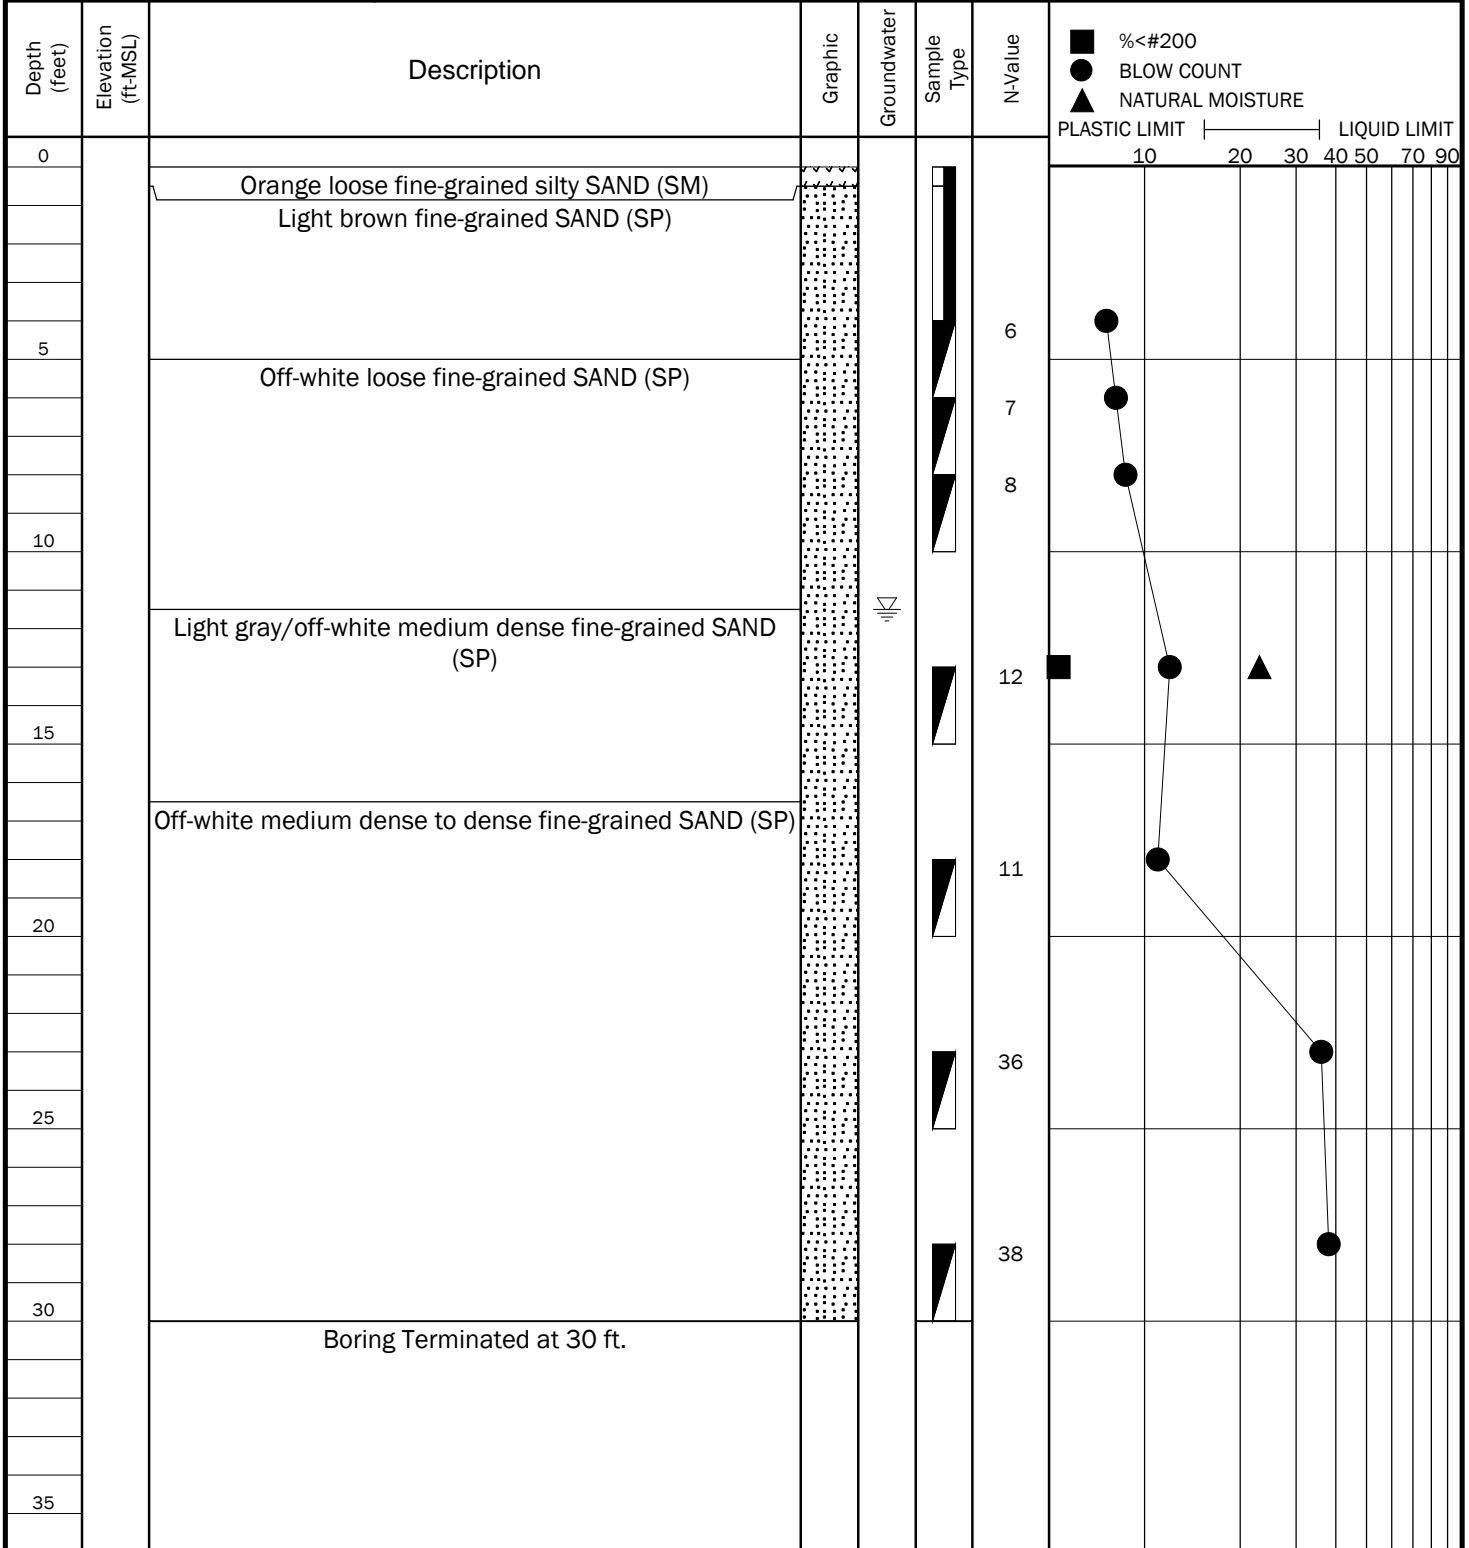 Depth
(feet)
Elevation
(ft-MSL)
Description
Graphic
Groundwater
Sample
Type
N-Value
%<#200
BLOW COUNT
NATURAL MOISTURE
PLASTIC LIMIT LIQUID LIMIT
10 20 30 40 50 70 90
0
Orange loose fine-grained silty SAND (SM)
Light brown fine-grained SAND (SP)
6
5
Off-white loose fine-grained SAND (SP)
7
8
10
Light gray/off-white medium dense fine-grained SAND
(SP)
12
15
Off-white medium dense to dense fine-grained SAND (SP)
11
20
36
25
38
30
Boring Terminated at 30 ft.
35